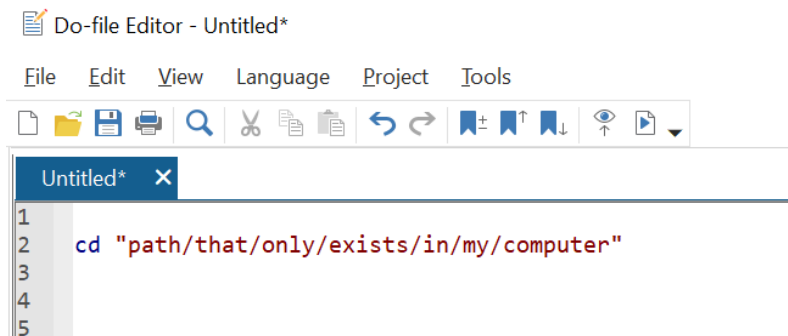 Do-file Editor - Untitled*
File Edit View Language Project Tools
Untitled* ×
1
2 cd "path/that/only/exists/in/my/computer"
3
4
5